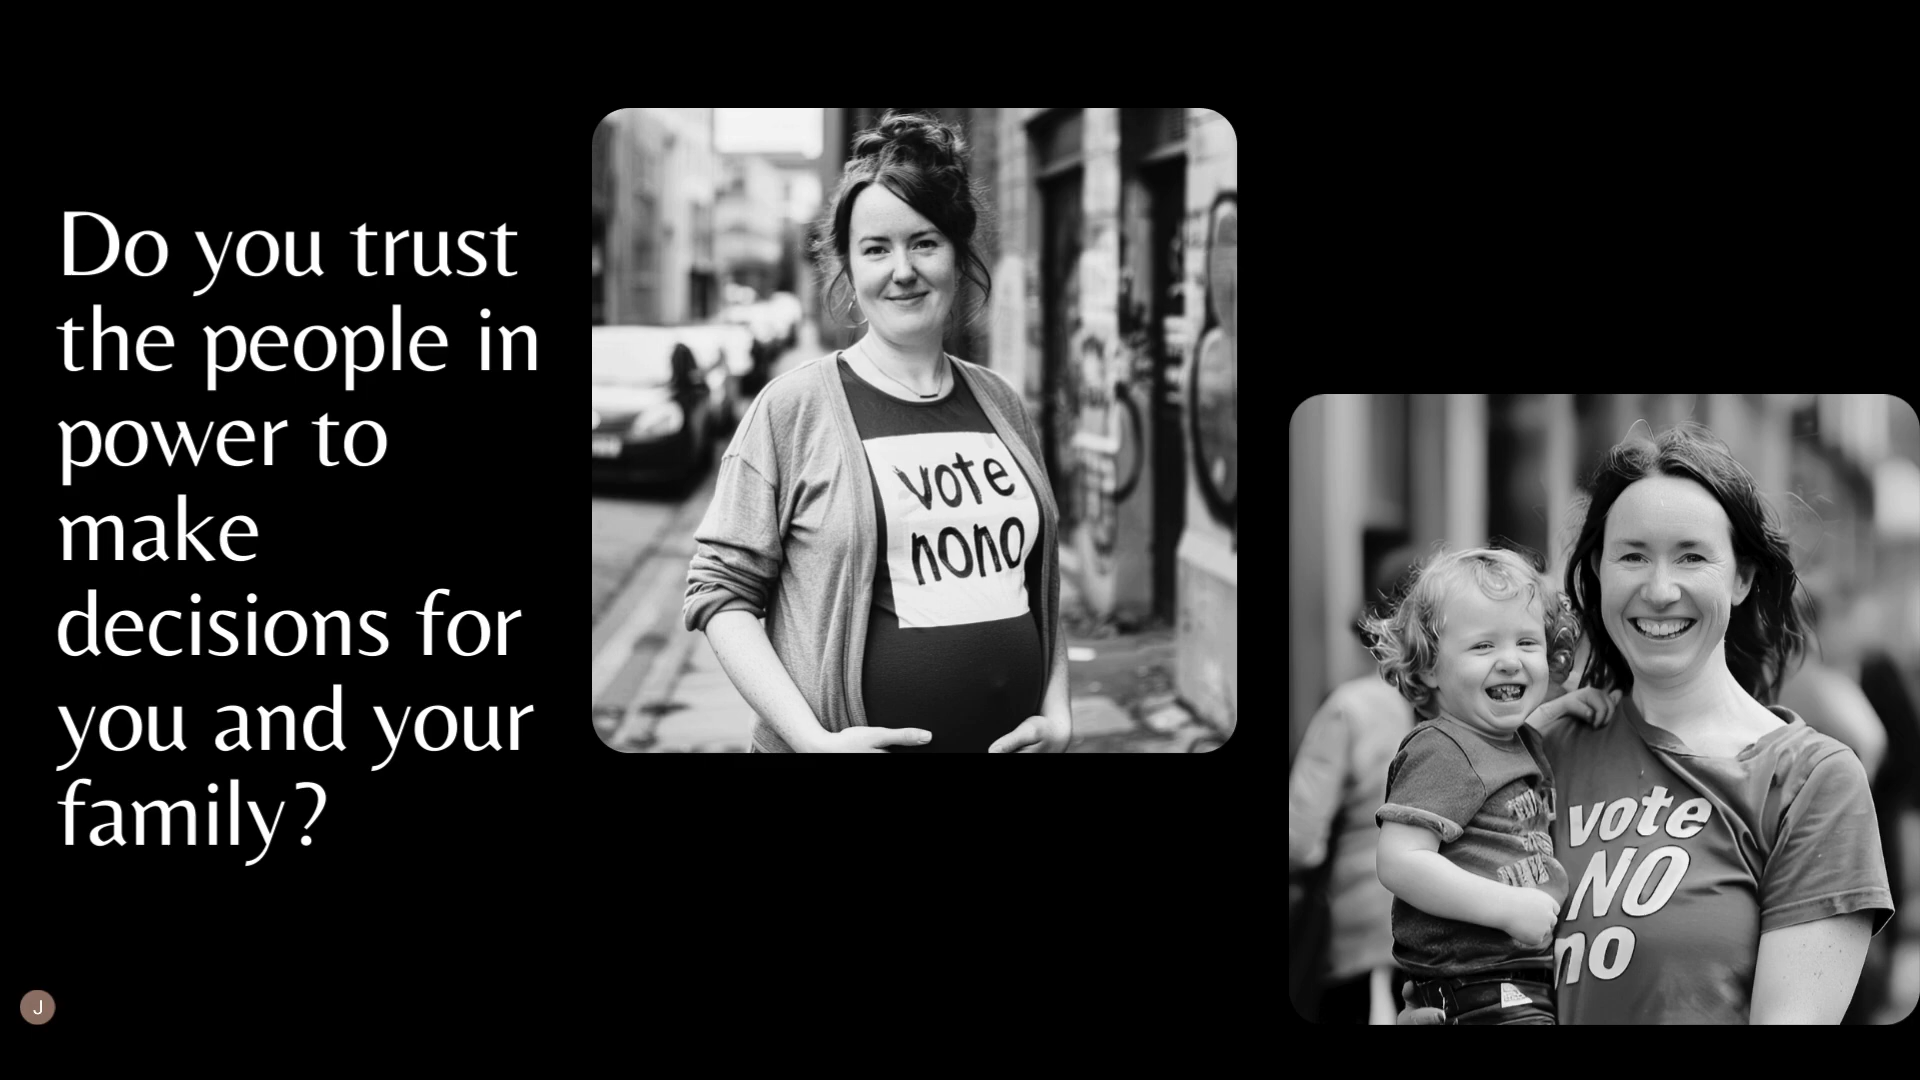 Do you trust
the people in
power to
make
decisions for
you and your
family?
vote
nono
vote
NO
no
J